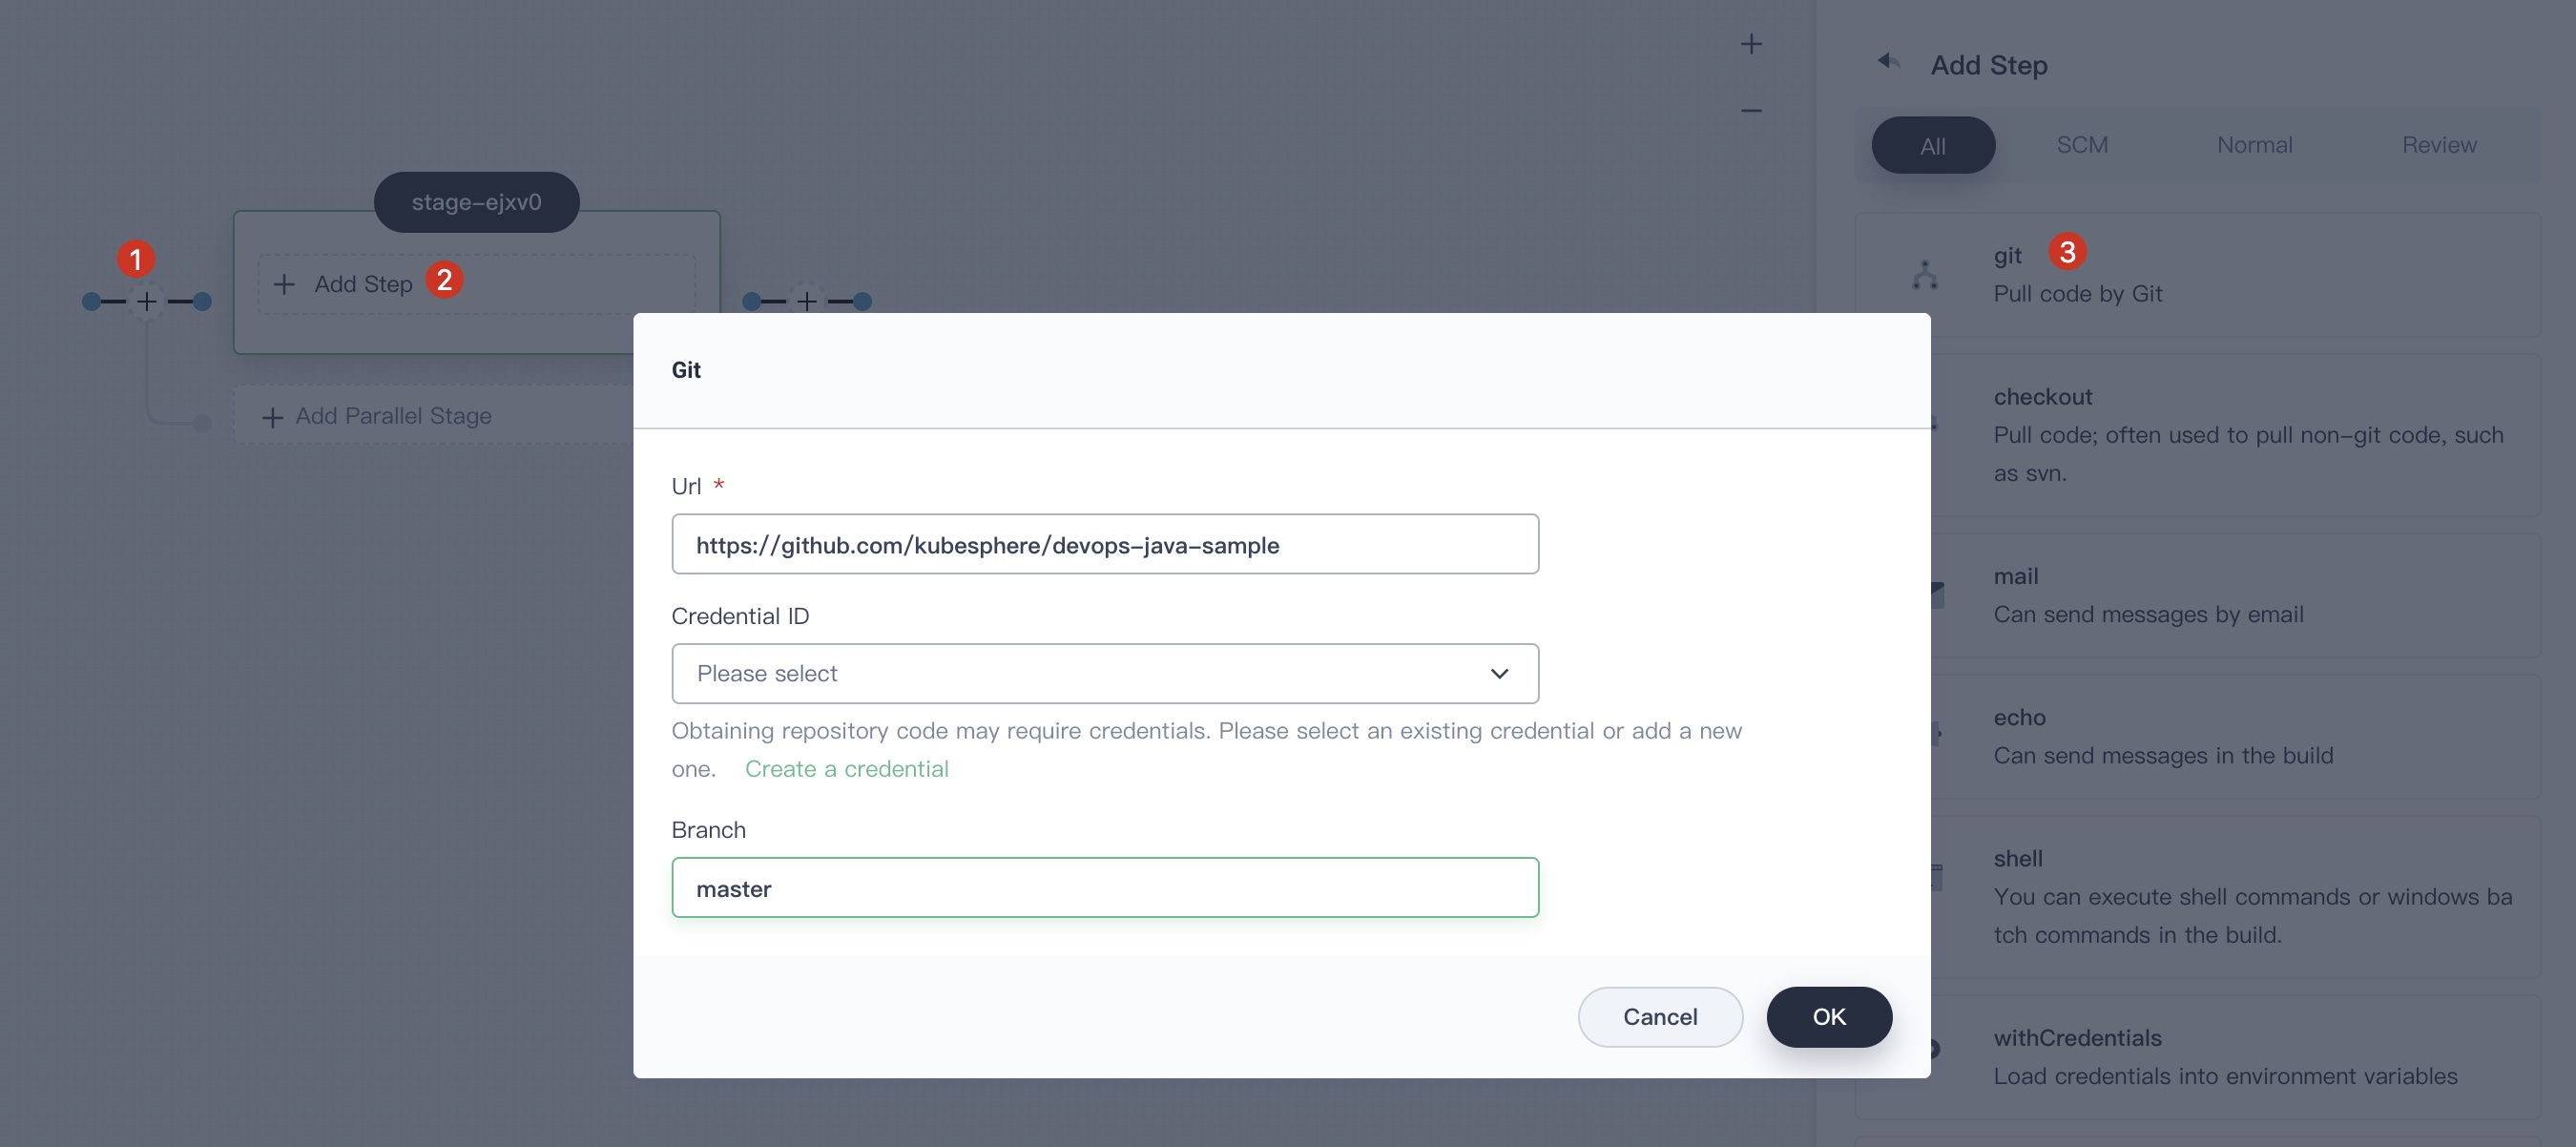 stage-ejxv0
1
Add Step 2
Add Parallel Stage
Add Step
All SCM Normal Review
git 3
Pull code by Git
checkout
Pull code; often used to pull non-git code, such
as svn.
mail
Can send messages by email
echo
Can send messages in the build
shell
You can execute shell commands or windows ba
tch commands in the build.
withCredentials
Load credentials into environment variables
Git
Url *
https://github.com/kubesphere/devops-java-sample
Credential ID
Please select
Obtaining repository code may require credentials. Please select an existing credential or add a new
one. Create a credential
Branch
master
Cancel OK